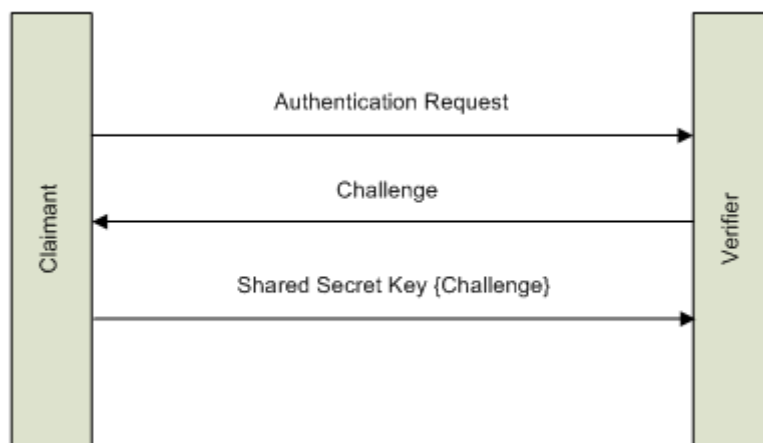 Authentication Request
Challenge
Claimant
Verifier
Shared Secret Key {Challenge}